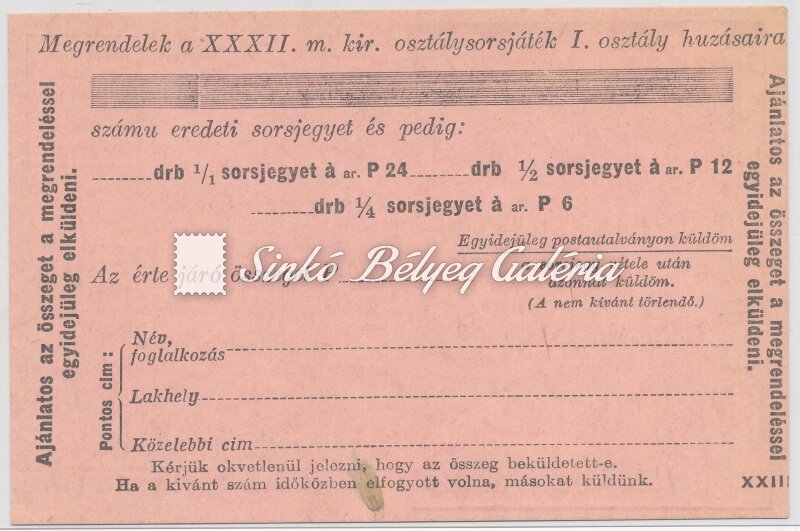 Megrendelek a XXXII. m. kir. osztálysorsjáték I. osztály huzásaira
számu eredeti sorsjegyet és pedig:
drb 1/1 sorsjegyet à ar. P 24 drb ½ sorsjegyet à ar. P 12
drb ¼ sorsjegyet à ar. P 6
Egyidejüleg postautalványon küldöm
Az érte járó
vétele után
azonnal küldöm.
(A nem kivánt törlendő.)
Sinkó Bélyeg Galéria
Pontos cim:
Név,
foglalkozás
Lakhely
Közelebbi cim
Kérjük okvetlenül jelezni, hogy az összeg beküldetett-e.
Ha a kivánt szám időközben elfogyott volna, másokat küldünk.
XXIII
Ajánlatos az összeget a megrendeléssel
egyidejüleg elküldeni.
Ajánlatos az összeget a megrendeléssel
egyidejüleg elküldeni.